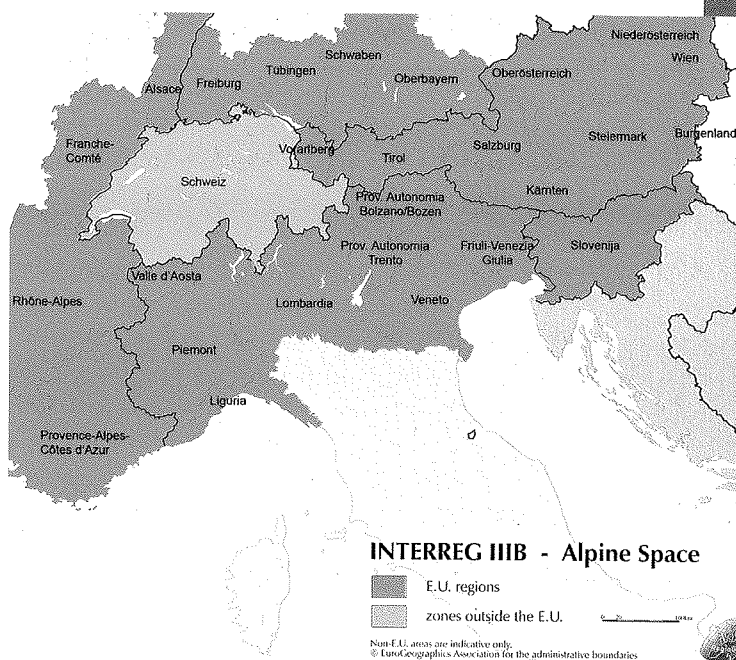 Niederösterreich
Wien
Schwaben
Tübingen
Oberbayern
Oberösterreich
Alsace
Freiburg
Franche-
Comté
Vorarlberg
Tirol
Salzburg
Steiermark
Burgenland
Schweiz
Kärnten
Prov. Autonomia
Bolzano/Bozen
Prov. Autonomia
Trento
Friuli-Venezia
Giulia
Slovenija
Valle d'Aosta
Rhône-Alpes
Lombardia
Veneto
Piemont
Liguria
Provence-Alpes-
Côtes d'Azur
INTERREG IIIB - Alpine Space
E.U. regions
zones outside the E.U.
Non-E.U. areas are indicative only.
© EuroGeographics Association for the administrative boundaries